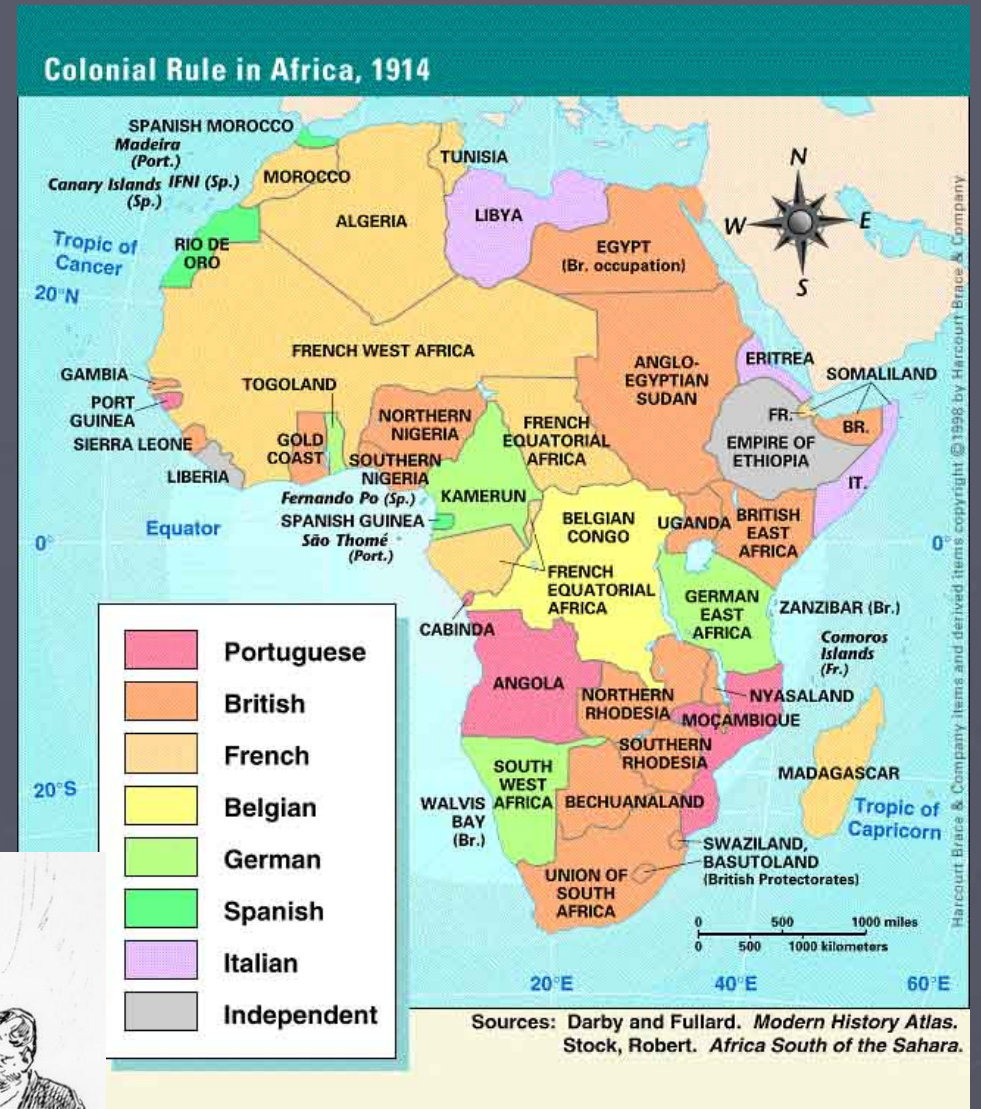 Colonial Rule in Africa, 1914
SPANISH MOROCCO
Madeira
(Port.)
Canary Islands
(Sp.)
IFNI (Sp.)
MOROCCO
TUNISIA
ALGERIA
LIBYA
EGYPT
(Br. occupation)
RIO DE
ORO
Tropic of
Cancer
20°N
N
W
E
S
FRENCH WEST AFRICA
ANGLO-
EGYPTIAN
SUDAN
ERITREA
SOMALILAND
FR.
BR.
IT.
EMPIRE OF
ETHIOPIA
GAMBIA
PORT
GUINEA
SIERRA LEONE
LIBERIA
TOGOLAND
GOLD
COAST
NORTHERN
NIGERIA
SOUTHERN
NIGERIA
FRENCH
EQUATORIAL
AFRICA
KAMERUN
Fernando Po (Sp.)
SPANISH GUINEA
São Thomé
(Port.)
Equator
0°
0°
BELGIAN
CONGO
UGANDA
BRITISH
EAST
AFRICA
FRENCH
EQUATORIAL
AFRICA
GERMAN
EAST
AFRICA
ZANZIBAR (Br.)
Comoros
Islands
(Fr.)
CABINDA
ANGOLA
NORTHERN
RHODESIA
NYASALAND
MOÇAMBIQUE
SOUTHERN
RHODESIA
MADAGASCAR
SOUTH
WEST
AFRICA
BECHUANALAND
WALVIS
BAY
(Br.)
20°S
Tropic of
Capricorn
SWAZILAND,
BASUTOLAND
(British Protectorates)
UNION OF
SOUTH
AFRICA
0 500 1000 miles
0 500 1000 kilometers
20°E
40°E
60°E
Portuguese
British
French
Belgian
German
Spanish
Italian
Independent
Sources: Darby and Fullard. Modern History Atlas.
Stock, Robert. Africa South of the Sahara.
Harcourt Brace & Company items and derived items copyright ©1998 by Harcourt Brace & Company